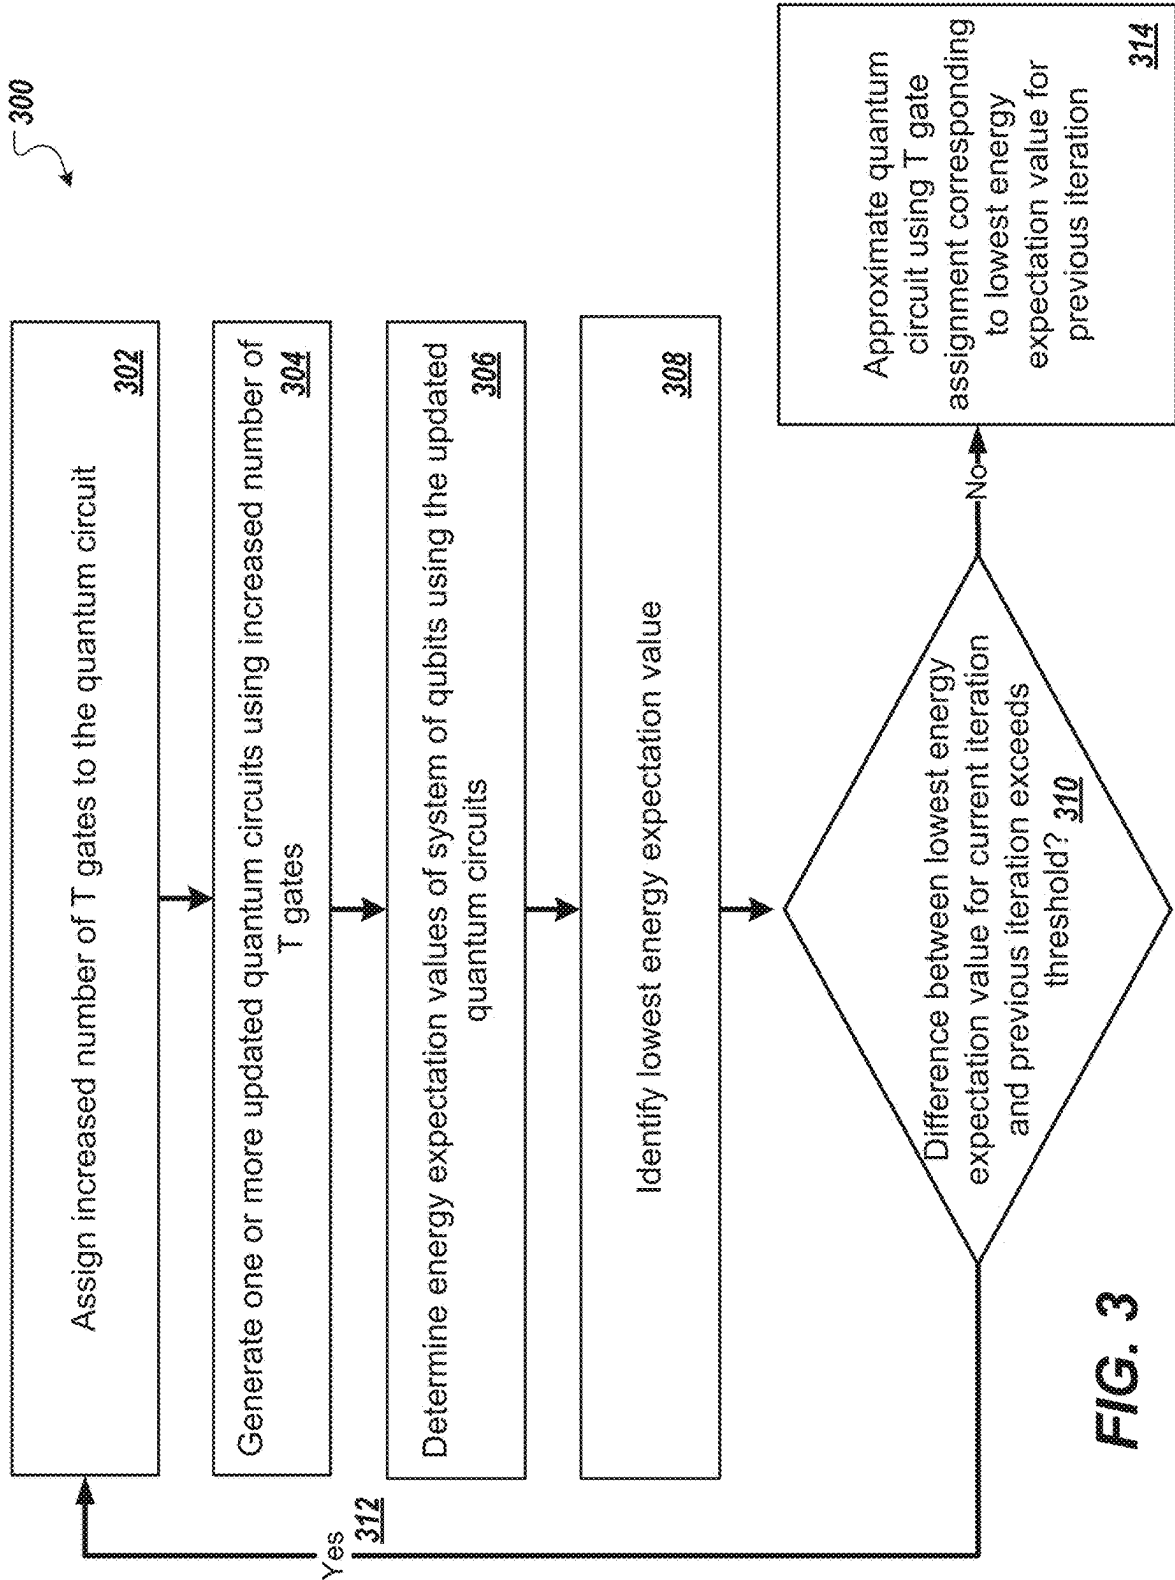 300
Assign increased number of T gates to the quantum circuit
302
Generate one or more updated quantum circuits using increased number of
T gates
304
Determine energy expectation values of system of qubits using the updated
quantum circuits
306
Identify lowest energy expectation value
308
Difference between lowest energy
expectation value for current iteration
and previous iteration exceeds
threshold? 310
Yes
312
No
Approximate quantum
circuit using T gate
assignment corresponding
to lowest energy
expectation value for
previous iteration
314
FIG. 3